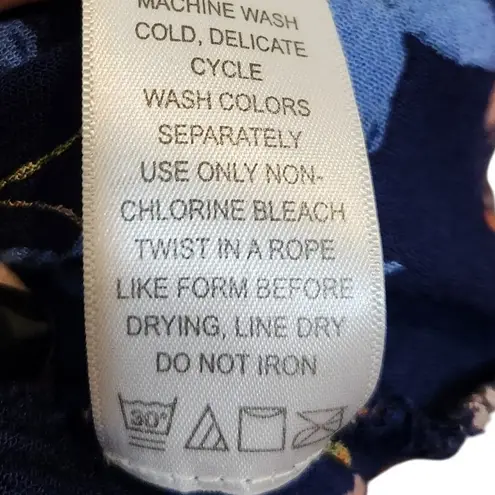 MACHINE WASH
COLD, DELICATE
CYCLE
WASH COLORS
SEPARATELY
USE ONLY NON-
CHLORINE BLEACH
TWIST IN A ROPE
LIKE FORM BEFORE
DRYING, LINE DRY
DO NOT IRON
30°